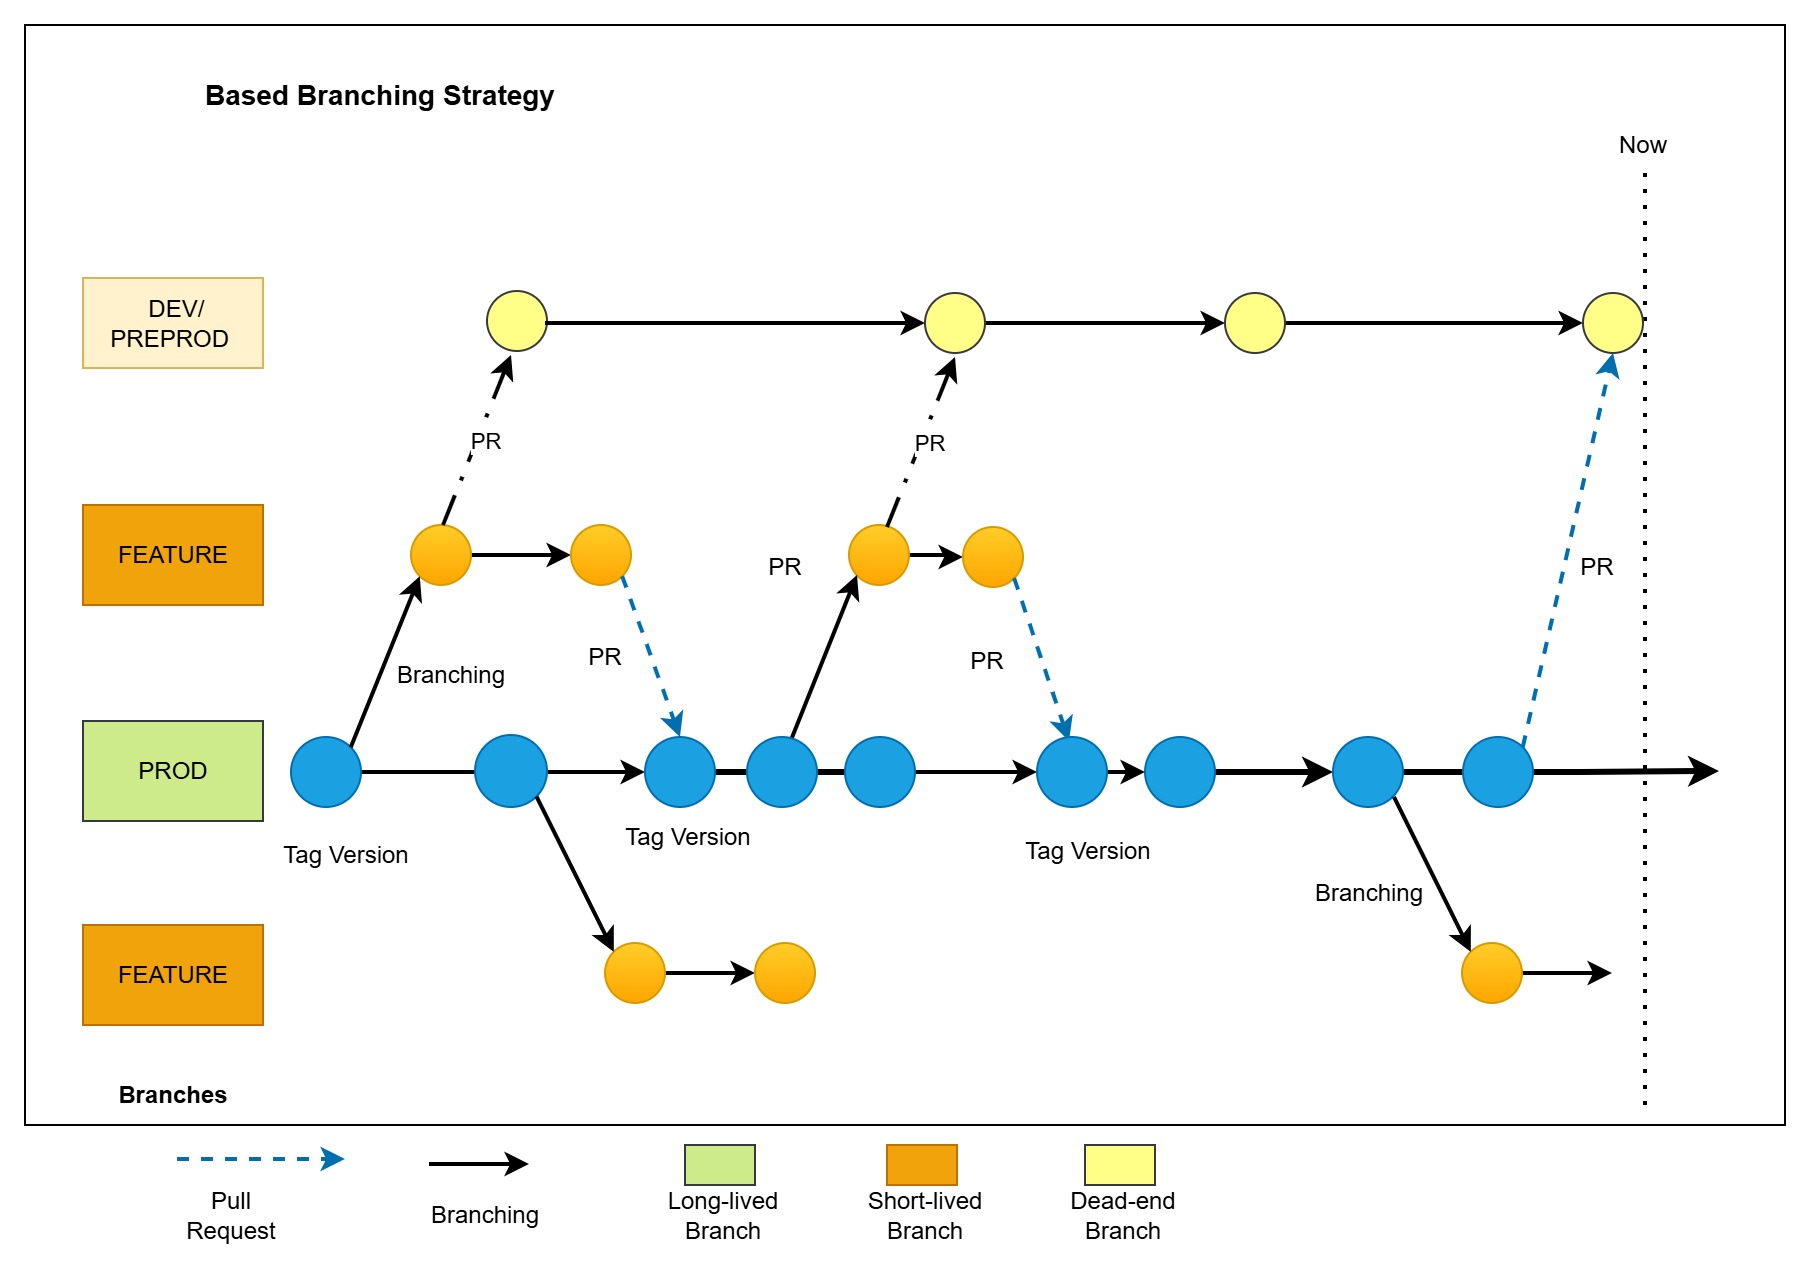 Based Branching Strategy
Now
DEV/
PREPROD
PR
PR
FEATURE
PR
PR
Branching
PR
PR
PROD
Tag Version
Tag Version
Tag Version
Branching
FEATURE
Branches
Pull
Request
Branching
Long-lived
Branch
Short-lived
Branch
Dead-end
Branch